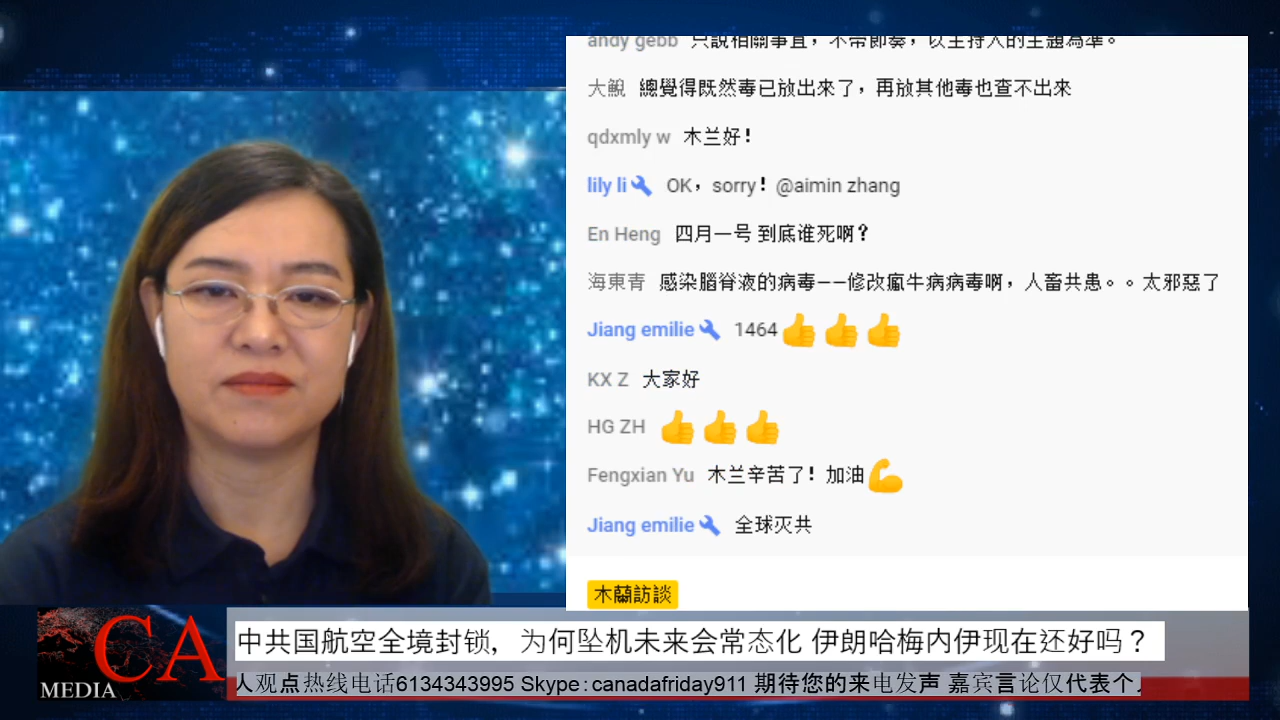 andy gebb 只說相關事宜，不帶節奏，以主持人的主題為準。
大鯢 總覺得既然毒已放出來了，再放其他毒也查不出來
qdxmly w 木兰好！
lily li OK，sorry！@aimin zhang
En Heng 四月一号 到底谁死啊？
海東青 感染腦脊液的病毒——修改瘋牛病病毒啊，人畜共患。。太邪惡了
Jiang emilie 1464👍👍👍
KX Z 大家好
HG ZH 👍👍👍
Fengxian Yu 木兰辛苦了！加油💪
Jiang emilie 全球灭共
木蘭訪談
CA
MEDIA
中共国航空全境封锁，为何坠机未来会常态化 伊朗哈梅内伊现在还好吗？
人观点热线电话6134343995 Skype:canadafriday911 期待您的来电发声 嘉宾言论仅代表个